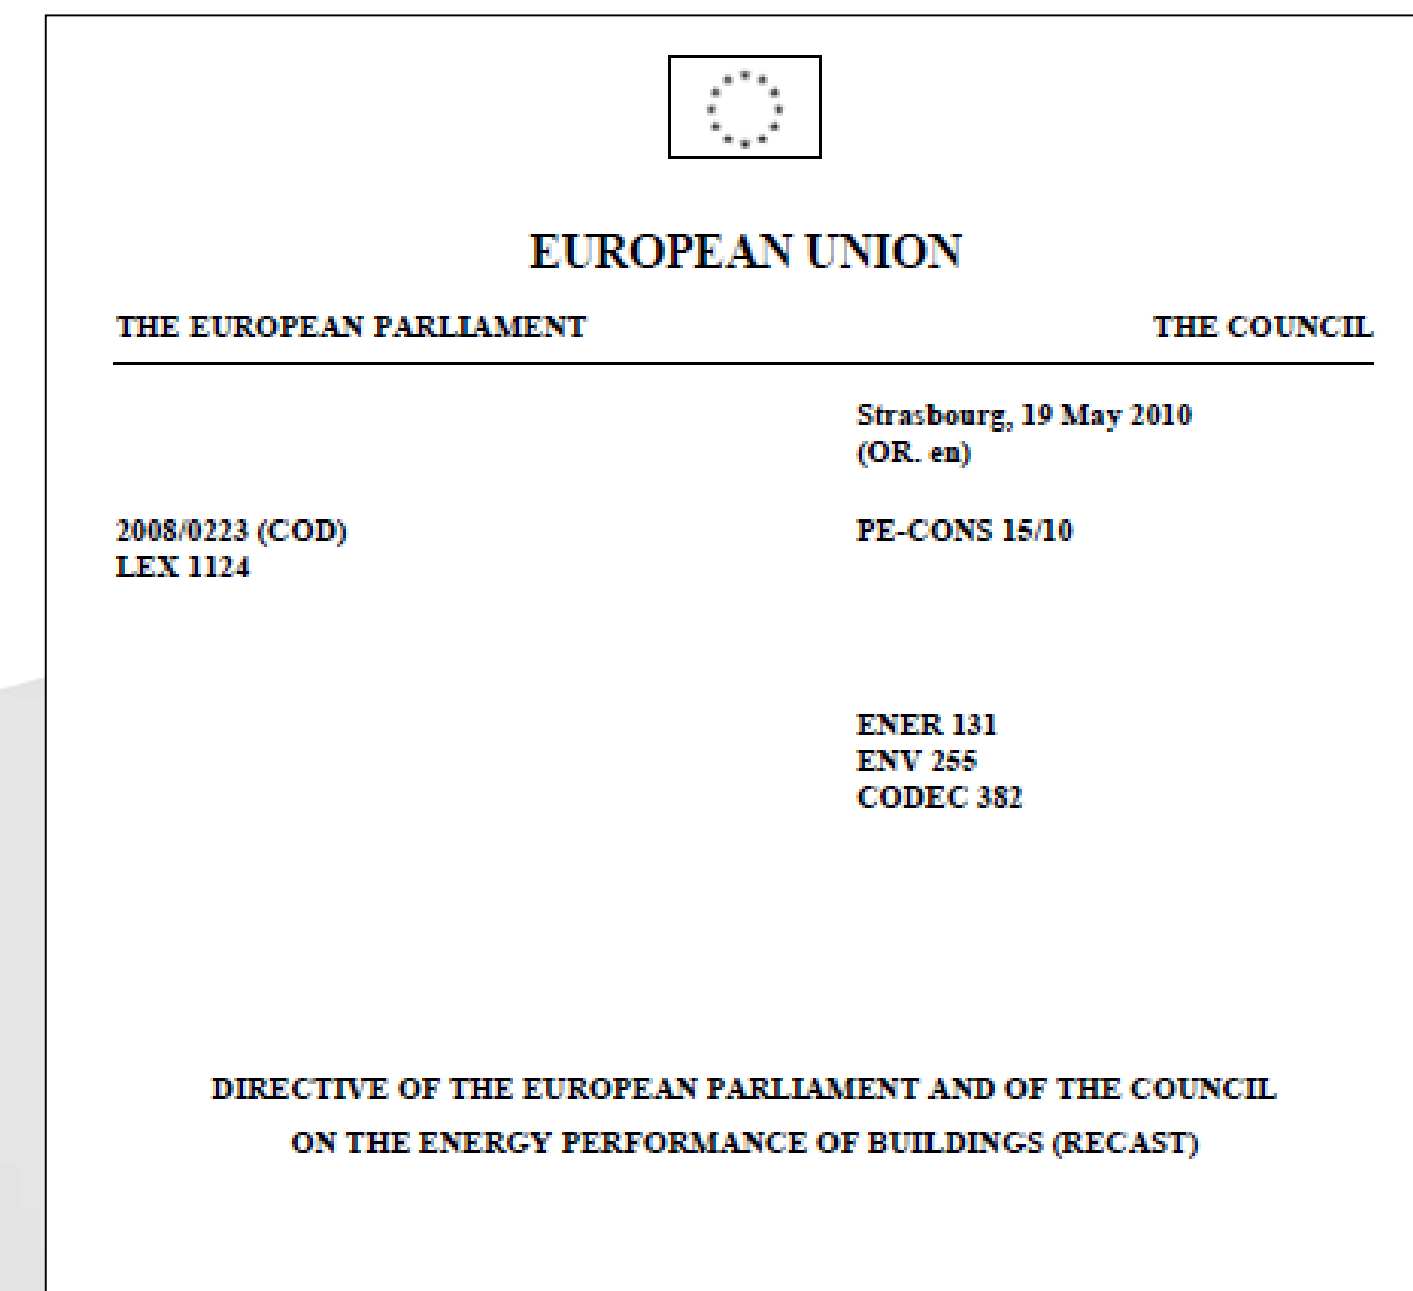 EUROPEAN UNION
THE EUROPEAN PARLIAMENT THE COUNCIL
Strasbourg, 19 May 2010
(OR. en)
2008/0223 (COD) PE-CONS 15/10
LEX 1124
ENER 131
ENV 255
CODEC 382
DIRECTIVE OF THE EUROPEAN PARLIAMENT AND OF THE COUNCIL
ON THE ENERGY PERFORMANCE OF BUILDINGS (RECAST)